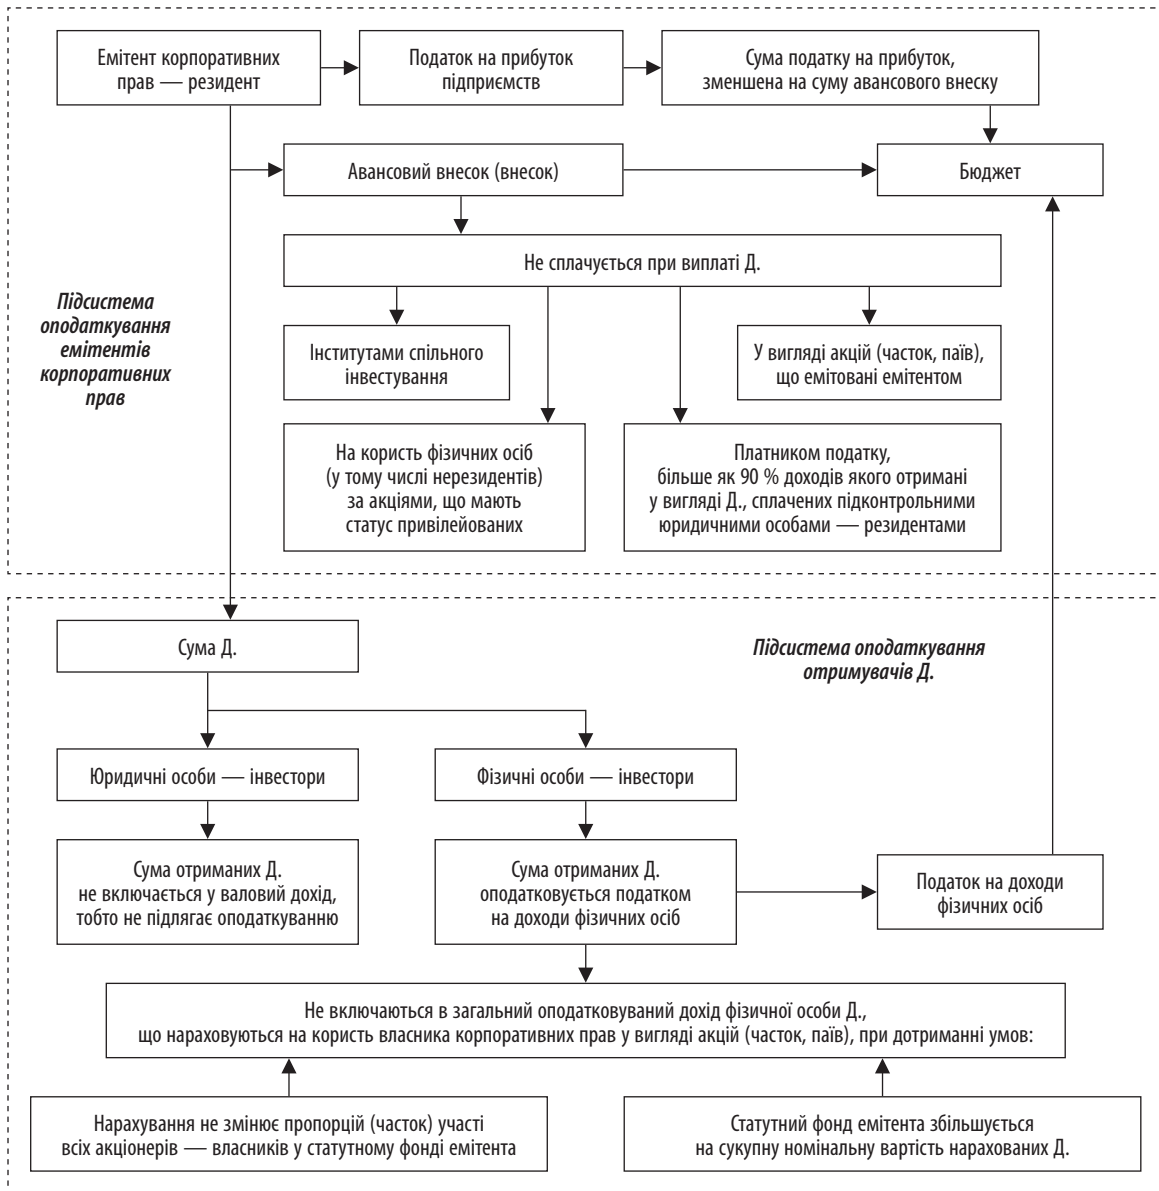 Емітент корпоративних
прав — резидент
Податок на прибуток
підприємств
Сума податку на прибуток,
зменшена на суму авансового внеску
Авансовий внесок (внесок)
Бюджет
Не сплачується при виплаті Д.
Підсистема
оподаткування
емітентів
корпоративних
прав
Інститутами спільного
інвестування
У вигляді акцій (часток, паїв),
що емітовані емітентом
На користь фізичних осіб
(у тому числі нерезидентів)
за акціями, що мають
статус привілейованих
Платником податку,
більше як 90 % доходів якого отримані
у вигляді Д., сплачених підконтрольними
юридичними особами — резидентами
Сума Д.
Підсистема оподаткування
отримувачів Д.
Юридичні особи — інвестори
Фізичні особи — інвестори
Сума отриманих Д.
не включається у валовий дохід,
тобто не підлягає оподаткуванню
Сума отриманих Д.
оподатковується податком
на доходи фізичних осіб
Податок на доходи
фізичних осіб
Не включаються в загальний оподатковуваний дохід фізичної особи Д.,
що нараховуються на користь власника корпоративних прав у вигляді акцій (часток, паїв), при дотриманні умов:
Нарахування не змінює пропорцій (часток) участі
всіх акціонерів — власників у статутному фонді емітента
Статутний фонд емітента збільшується
на сукупну номінальну вартість нарахованих Д.